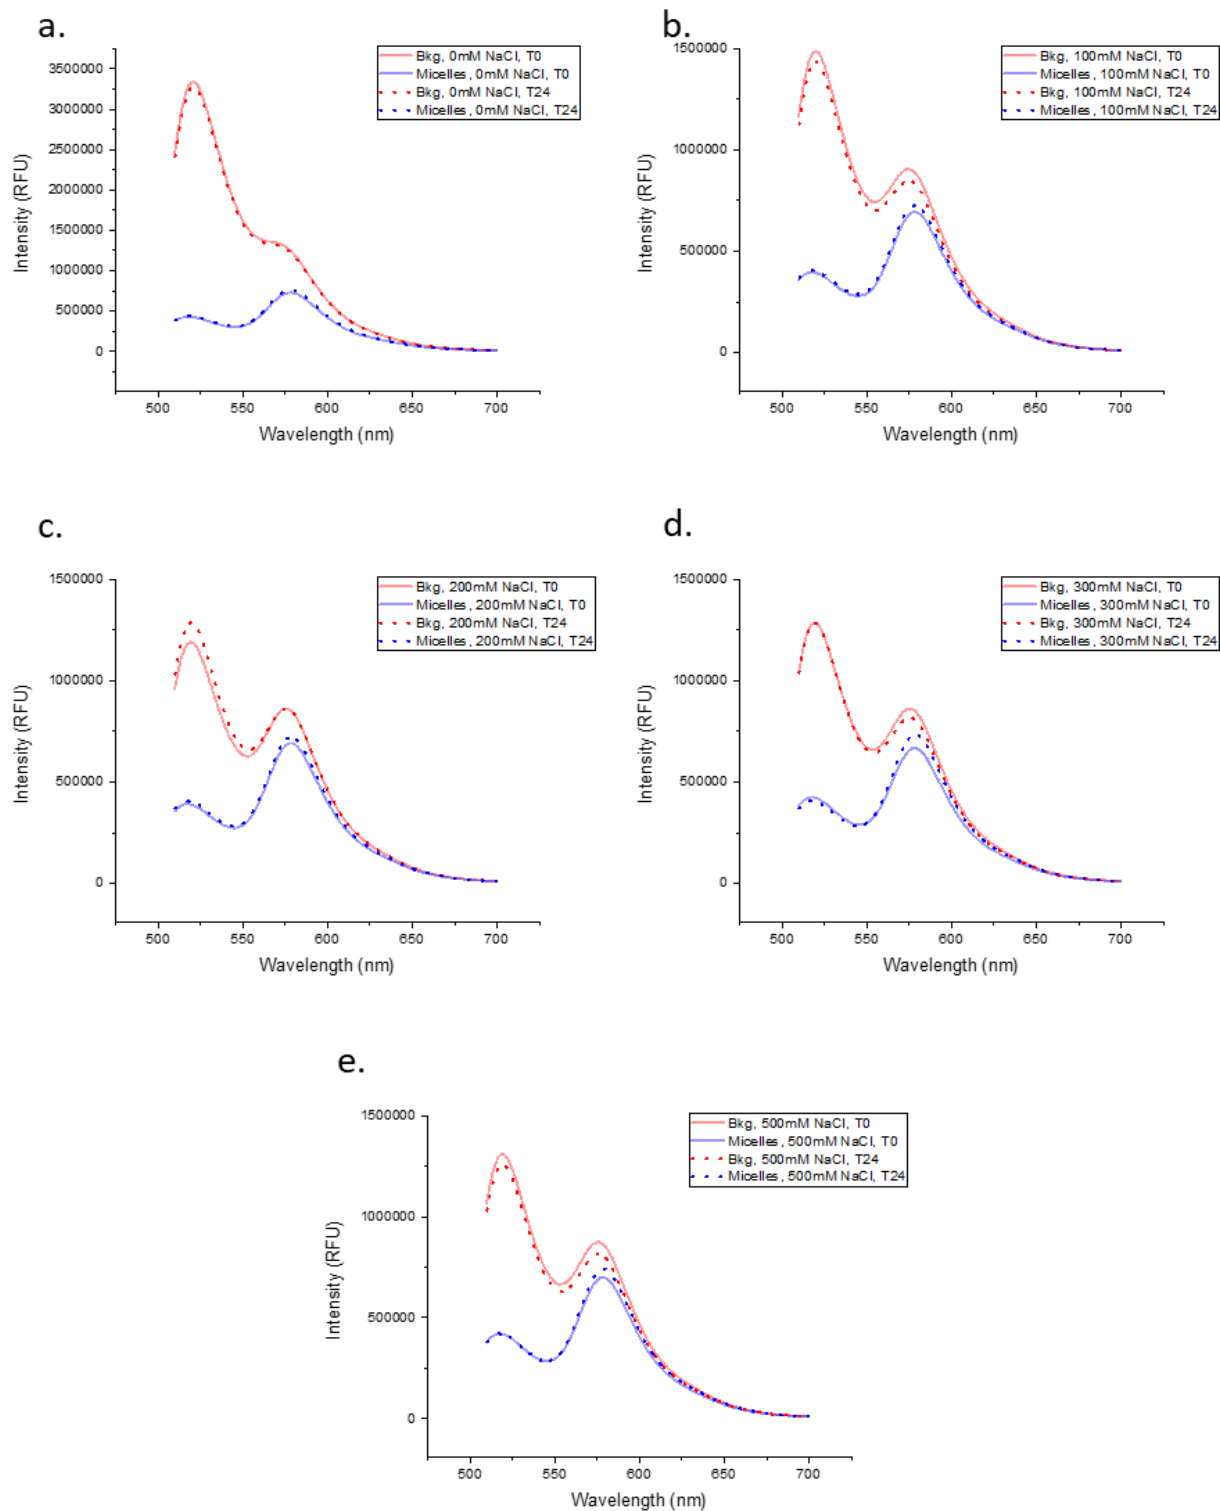 a.
Bkg, 0mM NaCl, T0
Micelles, 0mM NaCl, T0
Bkg, 0mM NaCl, T24
Micelles, 0mM NaCl, T24
3500000
3000000
2500000
2000000
1500000
1000000
500000
0
Intensity (RFU)
500 550 600 650 700
Wavelength (nm)
b.
Bkg, 100mM NaCl, T0
Micelles, 100mM NaCl, T0
Bkg, 100mM NaCl, T24
Micelles, 100mM NaCl, T24
1500000
1000000
500000
0
Intensity (RFU)
500 550 600 650 700
Wavelength (nm)
c.
Bkg, 200mM NaCl, T0
Micelles, 200mM NaCl, T0
Bkg, 200mM NaCl, T24
Micelles, 200mM NaCl, T24
1500000
1000000
500000
0
Intensity (RFU)
500 550 600 650 700
Wavelength (nm)
d.
Bkg, 300mM NaCl, T0
Micelles, 300mM NaCl, T0
Bkg, 300mM NaCl, T24
Micelles, 300mM NaCl, T24
1500000
1000000
500000
0
Intensity (RFU)
500 550 600 650 700
Wavelength (nm)
e.
Bkg, 500mM NaCl, T0
Micelles, 500mM NaCl, T0
Bkg, 500mM NaCl, T24
Micelles, 500mM NaCl, T24
1500000
1000000
500000
0
Intensity (RFU)
500 550 600 650 700
Wavelength (nm)